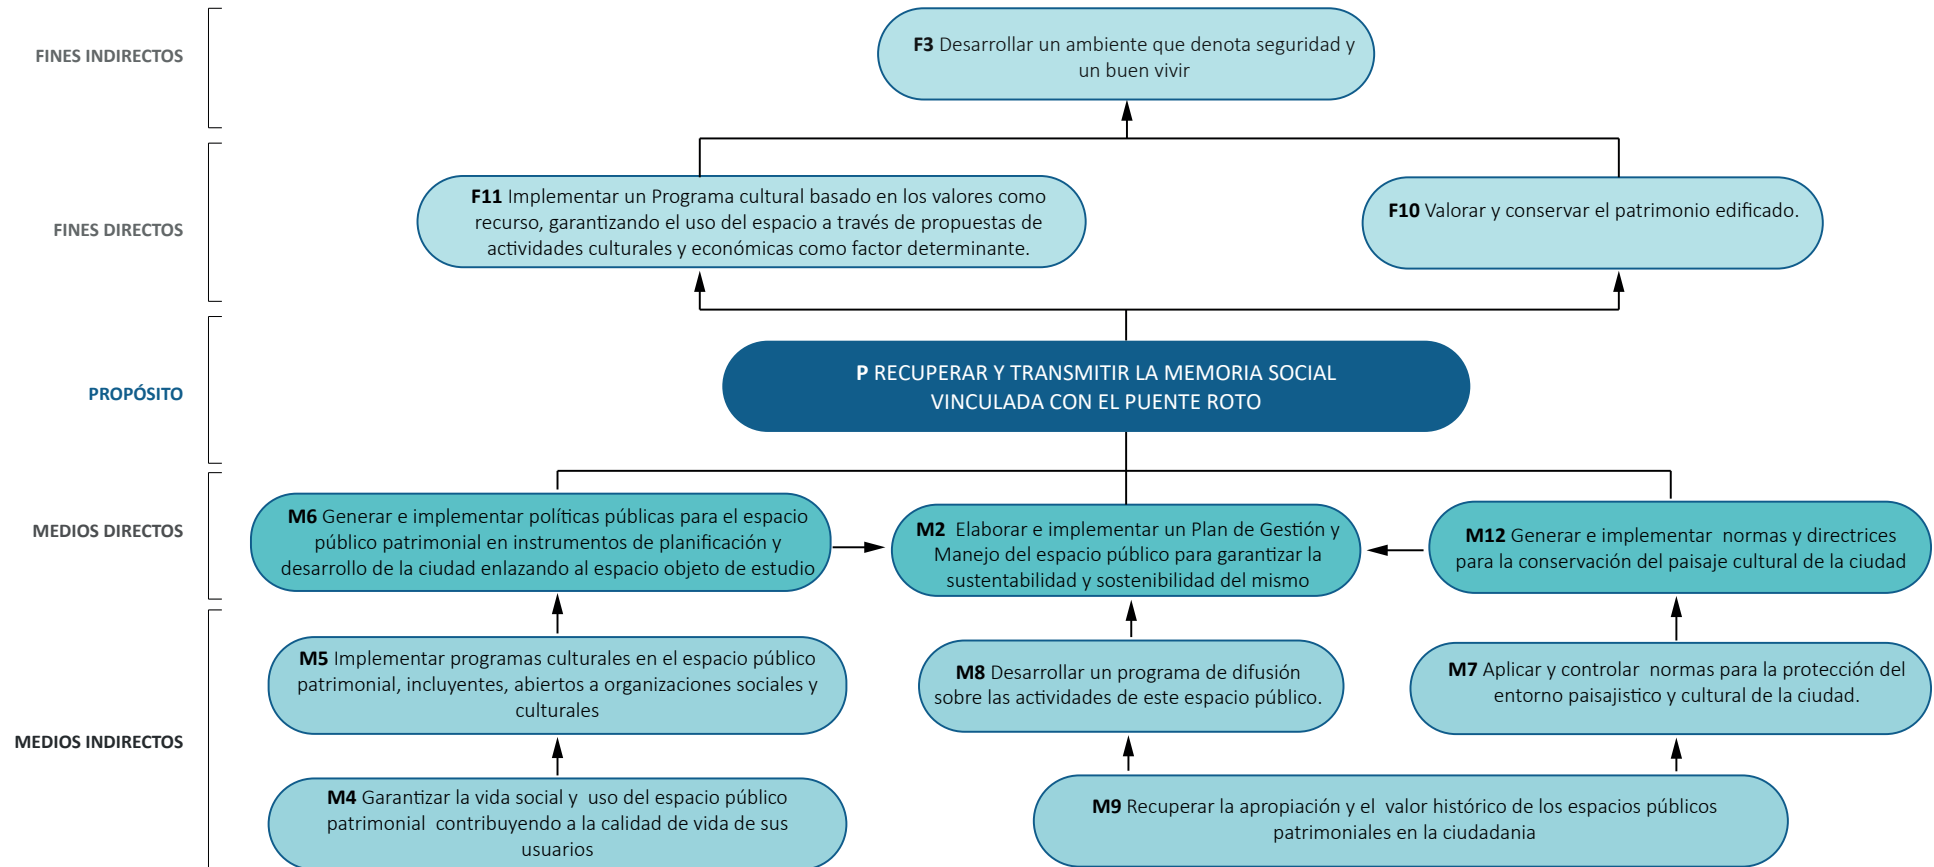 FINES INDIRECTOS
F3 Desarrollar un ambiente que denota seguridad y
un buen vivir
FINES DIRECTOS
F11 Implementar un Programa cultural basado en los valores como
recurso, garantizando el uso del espacio a través de propuestas de
actividades culturales y económicas como factor determinante.
F10 Valorar y conservar el patrimonio edificado.
PROPÓSITO
P RECUPERAR Y TRANSMITIR LA MEMORIA SOCIAL
VINCULADA CON EL PUENTE ROTO
MEDIOS DIRECTOS
M6 Generar e implementar políticas públicas para el espacio
público patrimonial en instrumentos de planificación y
desarrollo de la ciudad enlazando al espacio objeto de estudio
M2 Elaborar e implementar un Plan de Gestión y
Manejo del espacio público para garantizar la
sustentabilidad y sostenibilidad del mismo
M12 Generar e implementar normas y directrices
para la conservación del paisaje cultural de la ciudad
MEDIOS INDIRECTOS
M5 Implementar programas culturales en el espacio público
patrimonial, incluyentes, abiertos a organizaciones sociales y
culturales
M8 Desarrollar un programa de difusión
sobre las actividades de este espacio público.
M7 Aplicar y controlar normas para la protección del
entorno paisajistico y cultural de la ciudad.
M4 Garantizar la vida social y uso del espacio público
patrimonial contribuyendo a la calidad de vida de sus
usuarios
M9 Recuperar la apropiación y el valor histórico de los espacios públicos
patrimoniales en la ciudadania